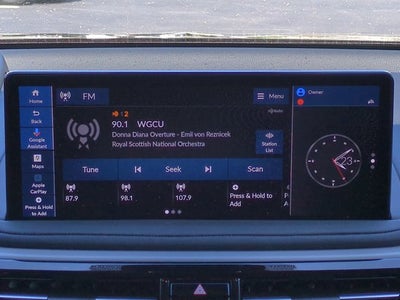 Home
Back
Google
Assistant
Maps
Apple
CarPlay
Press & Hold
to Add
FM
Menu
2
90.1 WGCU
Donna Diana Overture - Emil von Reznicek
Royal Scottish National Orchestra
Station
List
Tune
Seek
Scan
87.9
98.1
107.9
Press & Hold to
Add
Owner
23